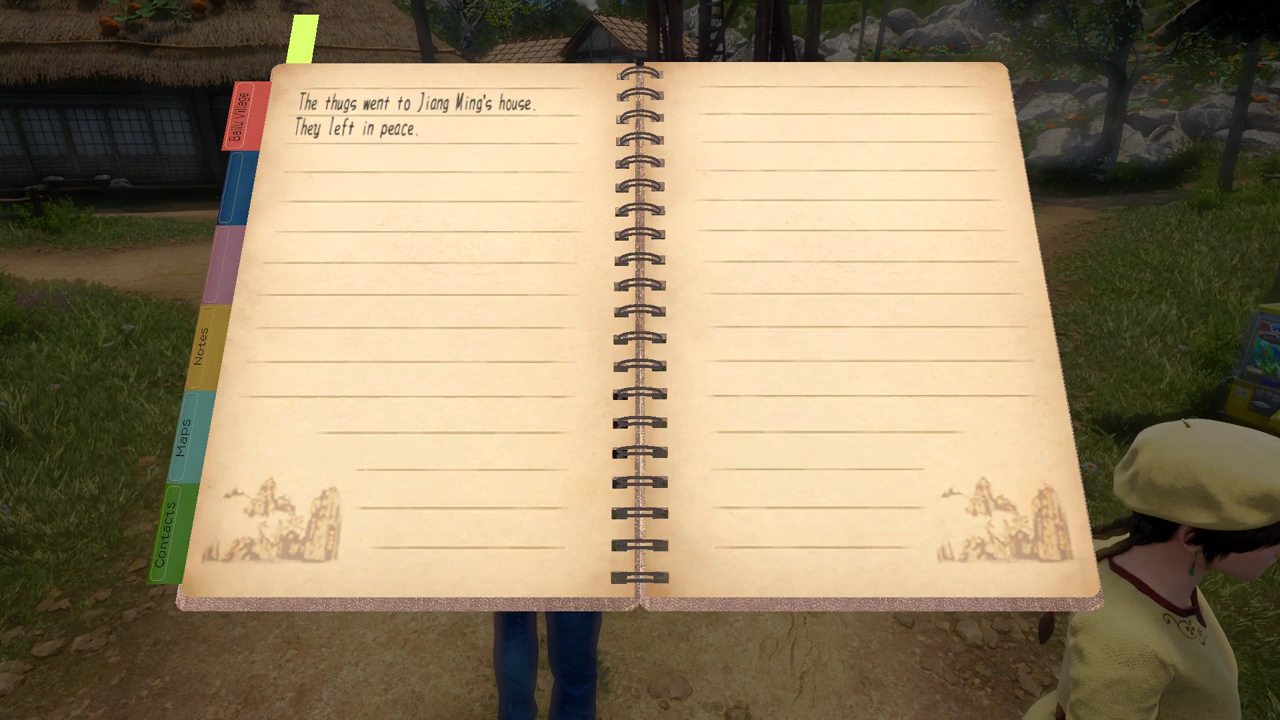 The thugs went to Jiang Ming's house.
They left in peace.
Bailu Village
Notes
Maps
Contacts